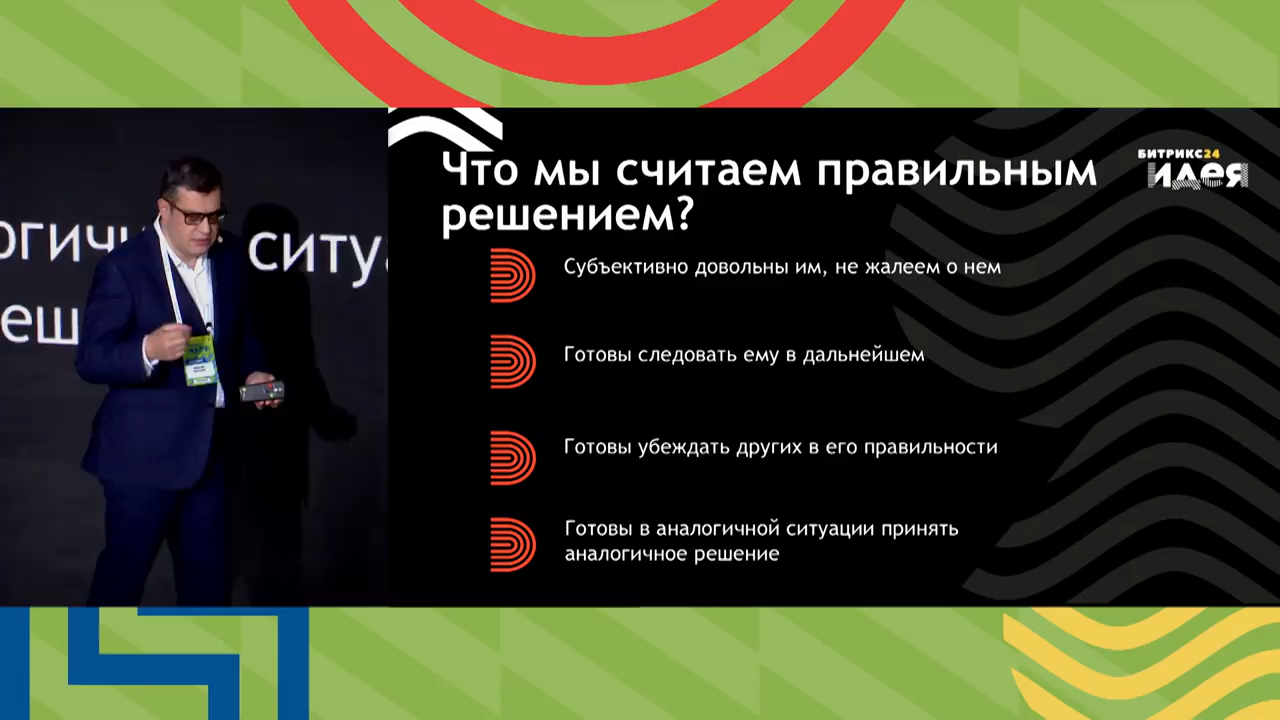 Что мы считаем правильным
решением?
БИТРИКС24
идея
Субъективно довольны им, не жалеем о нем
Готовы следовать ему в дальнейшем
Готовы убеждать других в его правильности
Готовы в аналогичной ситуации принять
аналогичное решение